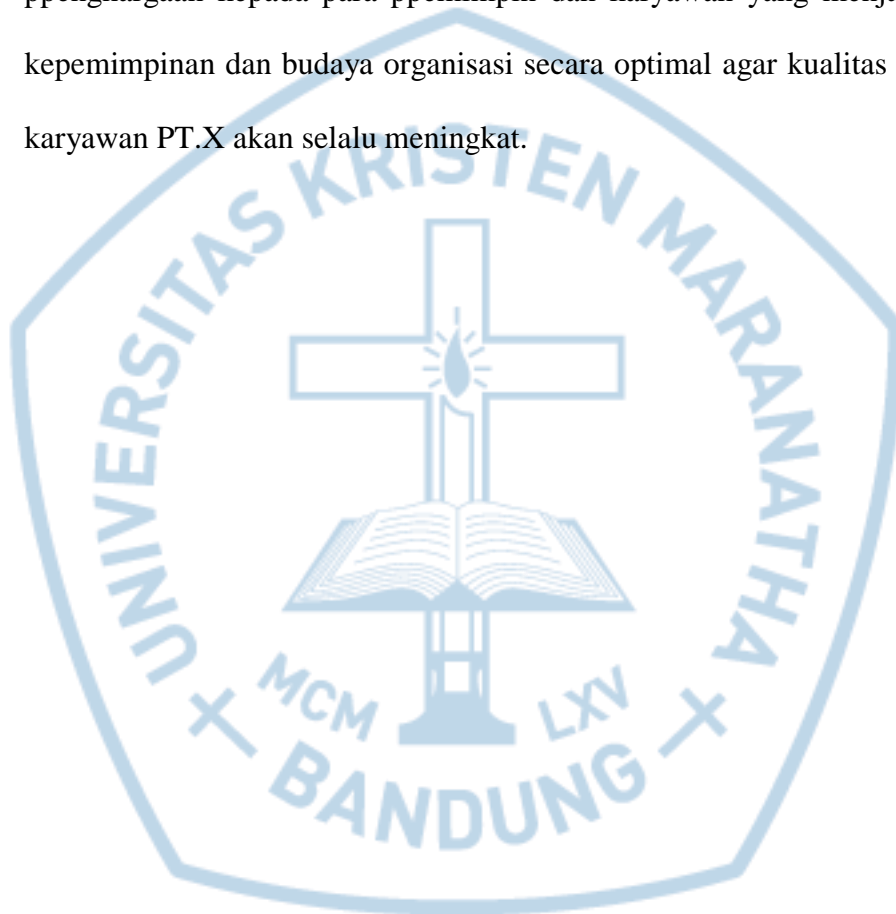 kepemimpinan dan budaya organisasi secara optimal agar kualitas
karyawan PT.X akan selalu meningkat.
UNIVERSITAS KRISTEN MARANATHA
MCM LXV
BANDUNG